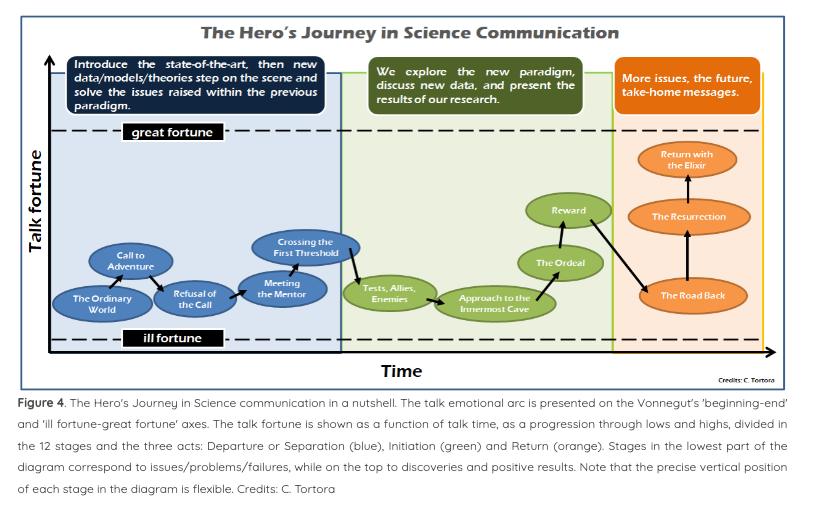 The Hero's Journey in Science Communication
Introduce the state-of-the-art, then new
data/models/theories step on the scene and
solve the issues raised within the previous
paradigm.
We explore the new paradigm,
discuss new data, and present the
results of our research.
More issues, the future,
take-home messages.
great fortune
Talk fortune
The Ordinary
World
Call to
Adventure
Refusal of
the Call
Meeting
the Mentor
Crossing the
First Threshold
Tests, Allies,
Enemies
Approach to the
Innermost Cave
The Ordeal
Reward
The Road Back
The Resurrection
Return with
the Elixir
ill fortune
Time
Credits: C. Tortora
Figure 4. The Hero's Journey in Science communication in a nutshell. The talk emotional arc is presented on the Vonnegut's 'beginning-end'
and 'ill fortune-great fortune' axes. The talk fortune is shown as a function of talk time, as a progression through lows and highs, divided in
the 12 stages and the three acts: Departure or Separation (blue), Initiation (green) and Return (orange). Stages in the lowest part of the
diagram correspond to issues/problems/failures, while on the top to discoveries and positive results. Note that the precise vertical position
of each stage in the diagram is flexible. Credits: C. Tortora